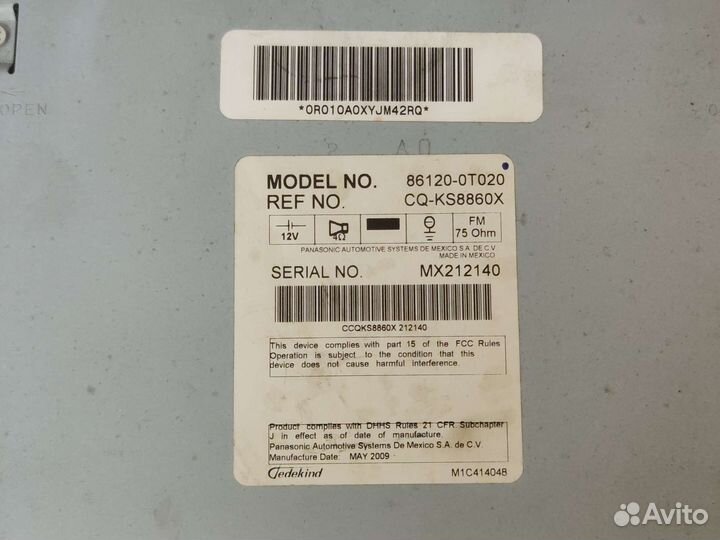 *0R010A0XYJM42RQ*
OPEN
MODEL NO. 86120-0T020
REF NO. CQ-KS8860X
12V
4Ω
FM
75 Ohm
PANASONIC AUTOMOTIVE SYSTEMS DE MEXICO S.A. DE C.V.
MADE IN MEXICO
SERIAL NO. MX212140
CCQKS8860X 212140
This device complies with part 15 of the FCC Rules
Operation is subject to the condition that this
device does not cause harmful interference.
Product complies with DHHS Rules 21 CFR Subchapter
J in effect as of date of manufacture.
Panasonic Automotive Systems De Mexico S.A. de C.V.
Manufacture Date: MAY 2009
Jedekind M1C414048
Avito